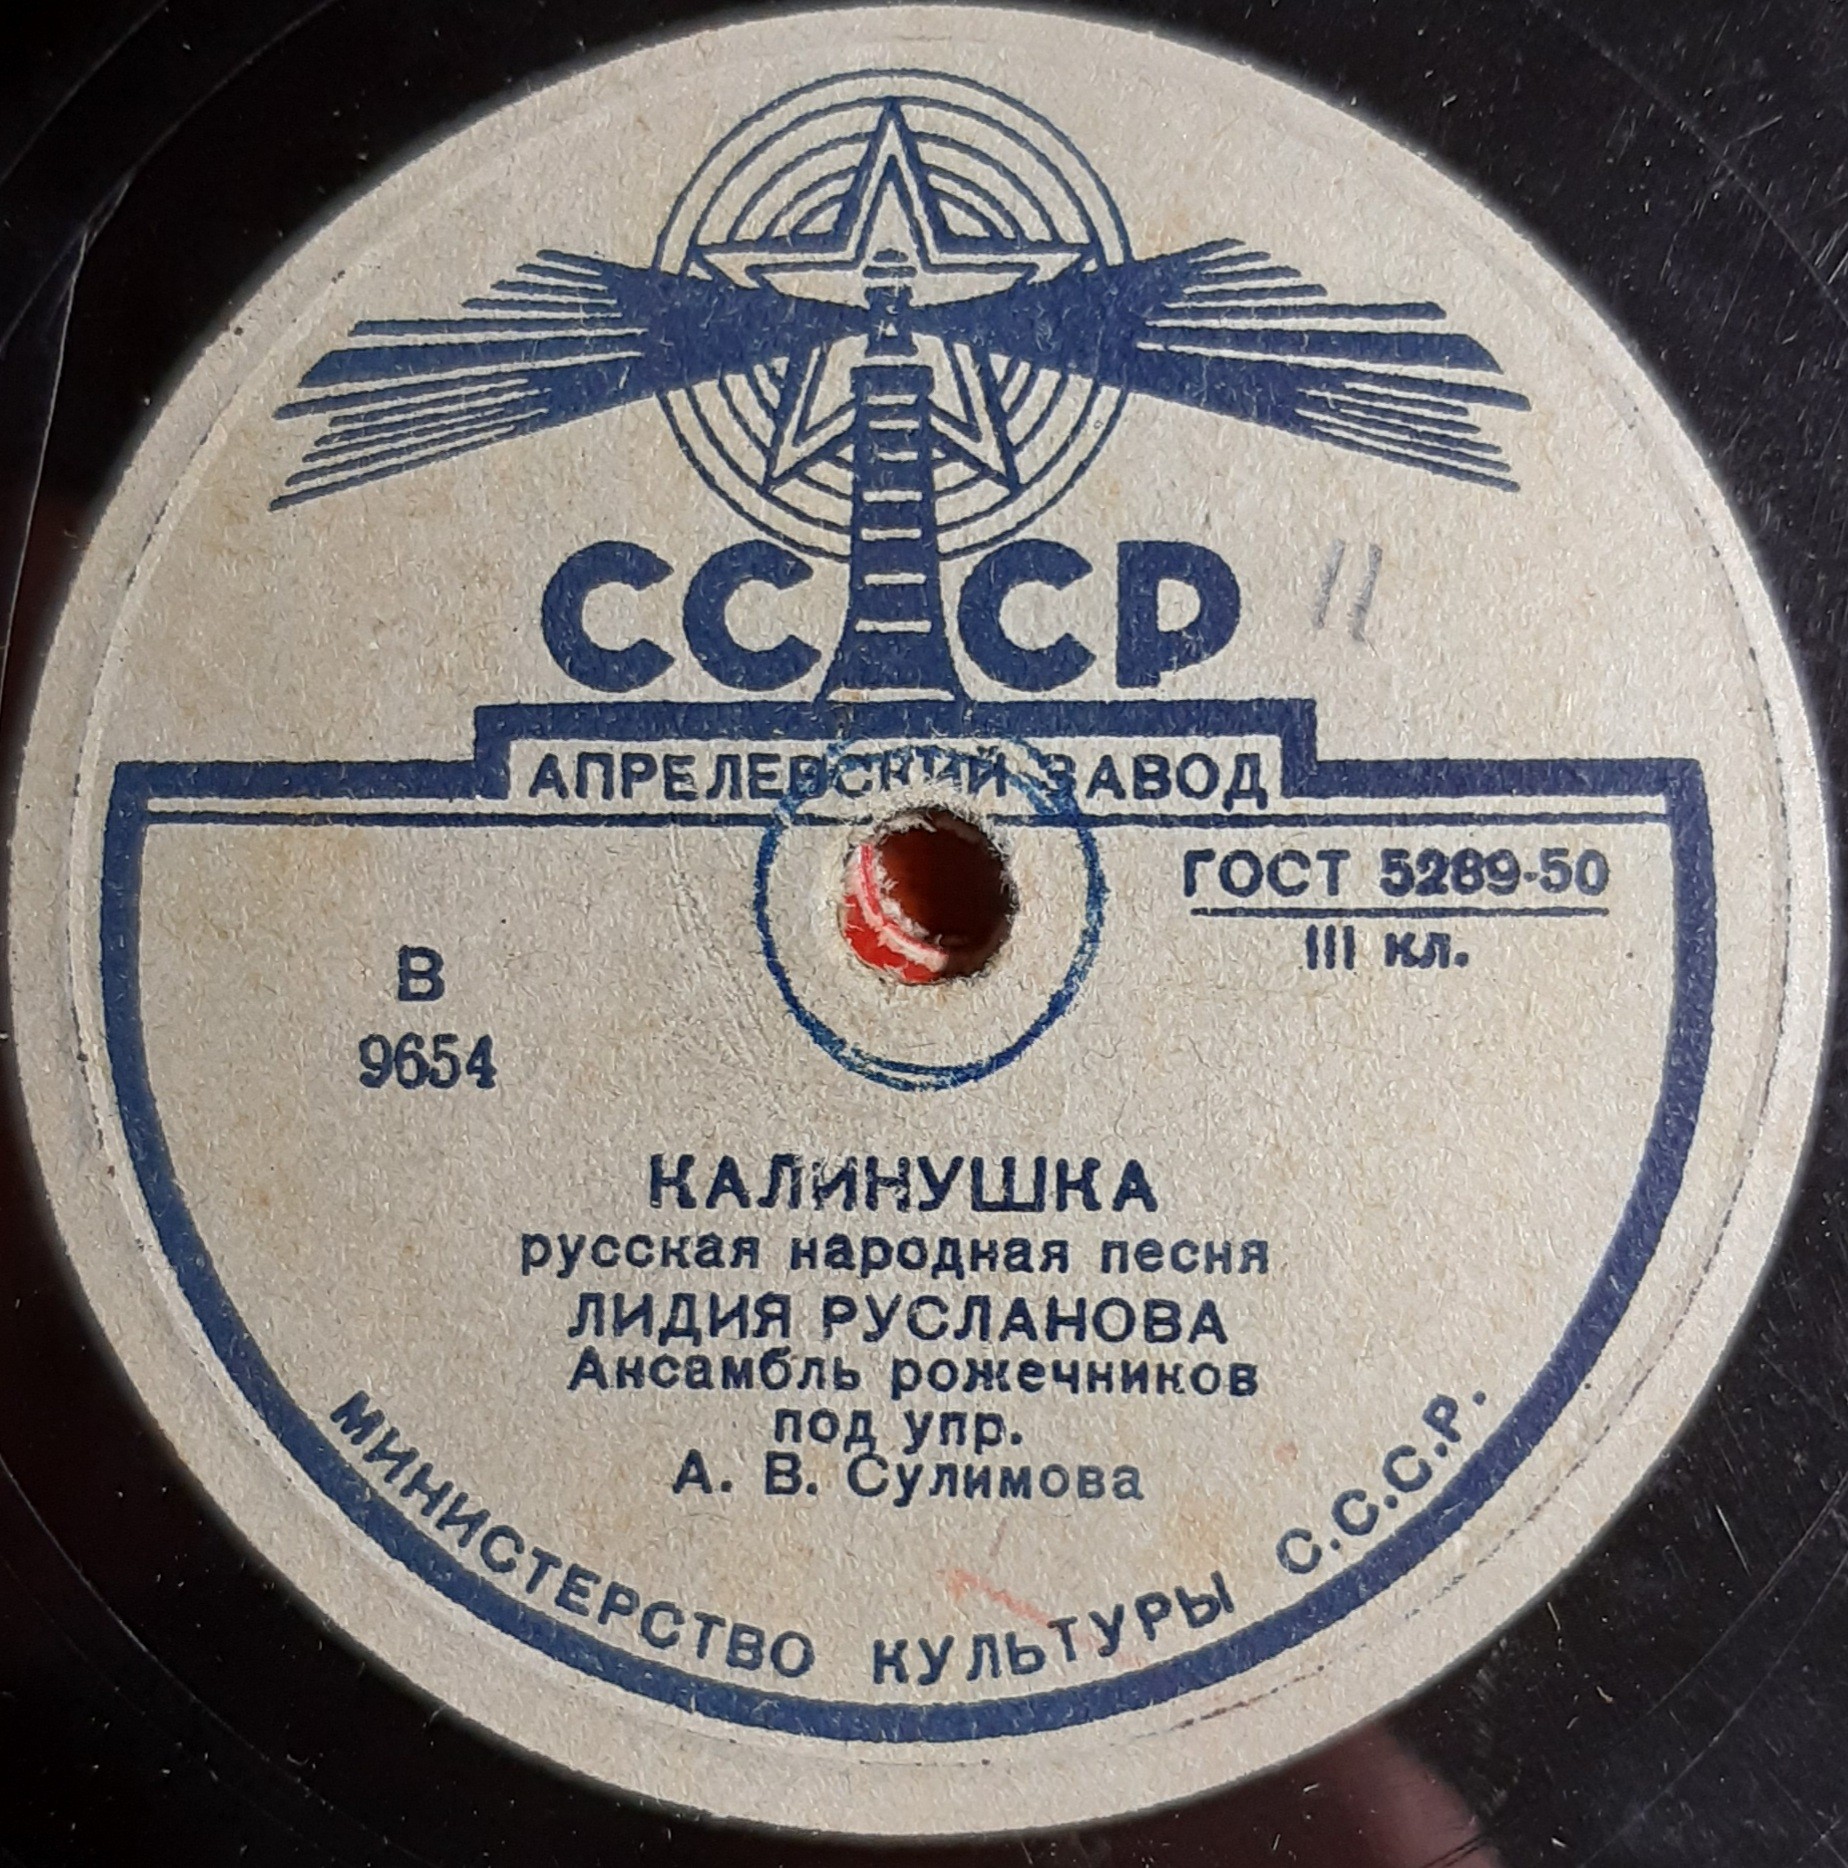 СССР
11
АПРЕЛЕВСКИЙ ЗАВОД
ГОСТ 5289-50
III кл.
В
9654
КАЛИНУШКА
русская народная песня
ЛИДИЯ РУСЛАНОВА
Ансамбль рожечников
под упр.
А. В. Сулимова
МИНИСТЕРСТВО КУЛЬТУРЫ С.С.С.Р.